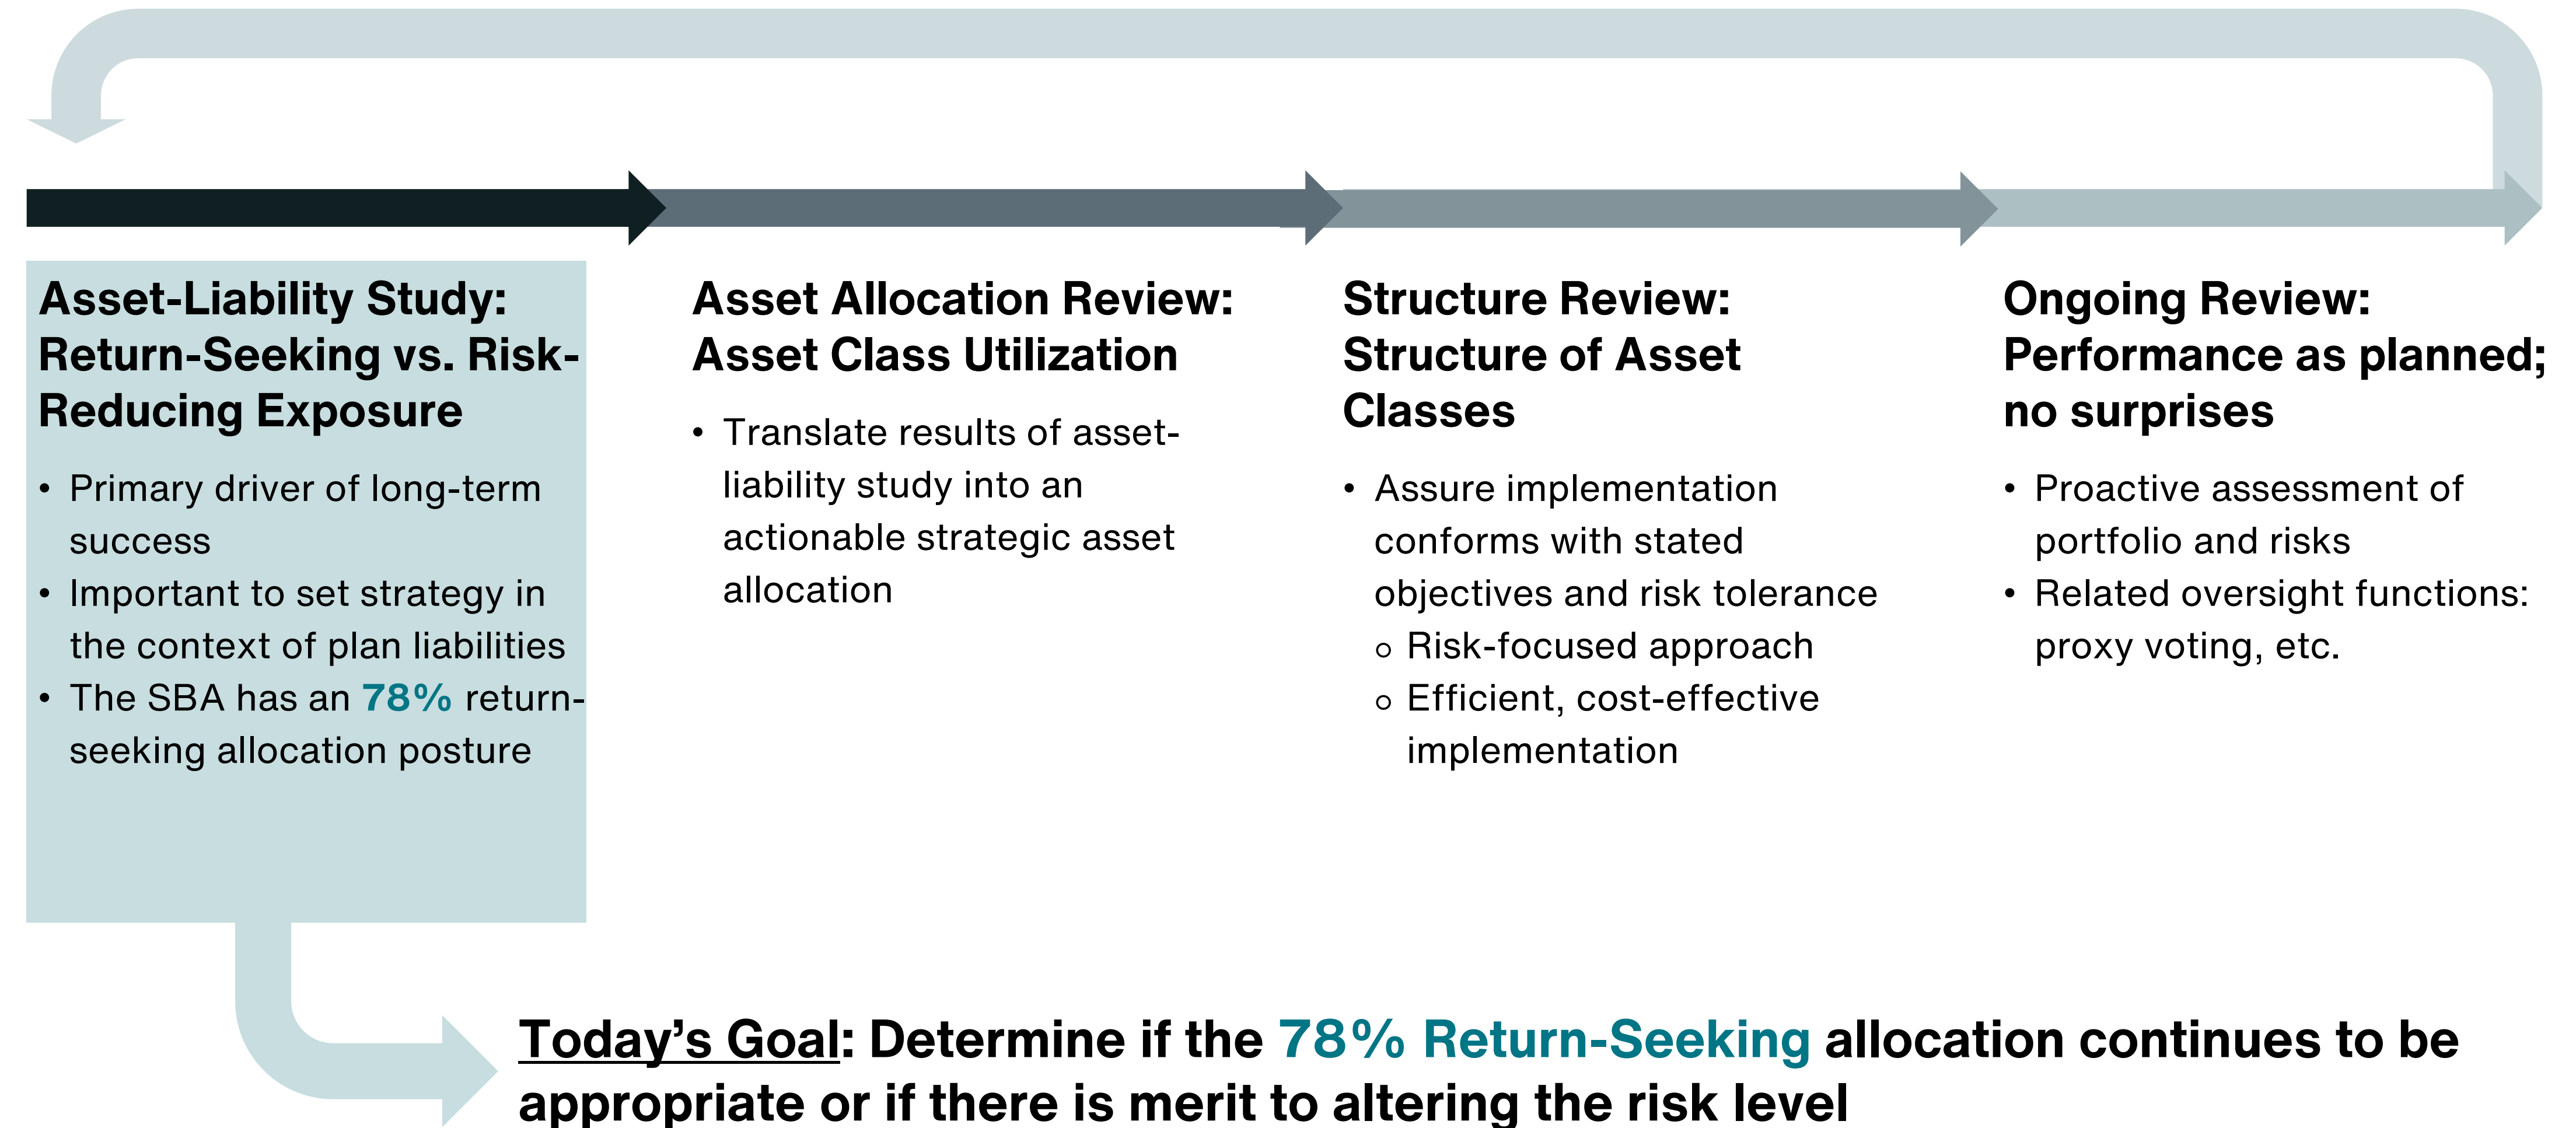 Asset-Liability Study:
Return-Seeking vs. Risk-
Reducing Exposure
• Primary driver of long-term
success
• Important to set strategy in
the context of plan liabilities
• The SBA has an 78% return-
seeking allocation posture
Asset Allocation Review:
Asset Class Utilization
• Translate results of asset-
liability study into an
actionable strategic asset
allocation
Structure Review:
Structure of Asset
Classes
• Assure implementation
conforms with stated
objectives and risk tolerance
○ Risk-focused approach
○ Efficient, cost-effective
implementation
Ongoing Review:
Performance as planned;
no surprises
• Proactive assessment of
portfolio and risks
• Related oversight functions:
proxy voting, etc.
Today’s Goal: Determine if the 78% Return-Seeking allocation continues to be
appropriate or if there is merit to altering the risk level